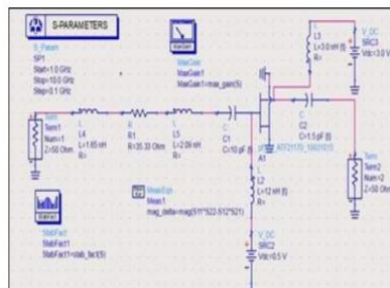 S-PARAMETERS
S_Param
SP1
Start=1.0 GHz
Stop=10.0 GHz
Step=0.1 GHz
MaxGain
MaxGain
MaxGain1
MaxGain1=max_gain(S)
L
L3
L=3.0 nH {t}
R=
V_DC
SRC3
Vdc=3.0
Term
Term1
Num=1
Z=50 Ohm
L
L4
L=1.65 nH
R=
R
R1
R=35.33 Ohm
L
L5
L=2.09 nH
R=
C
C1
C=10 pF {t}
C
C2
C=1.5 pF {t}
A1
Term
Term2
Num=2
Z=50 Ohm
StabFact
StabFact
StabFact1
StabFact1=stab_fact(S)
MeasEqn
Meas1
mag_delta=mag(S11*S22-S12*S21)
L
L2
L=12 nH {t}
R=
V_DC
SRC2
Vdc=0.5 V